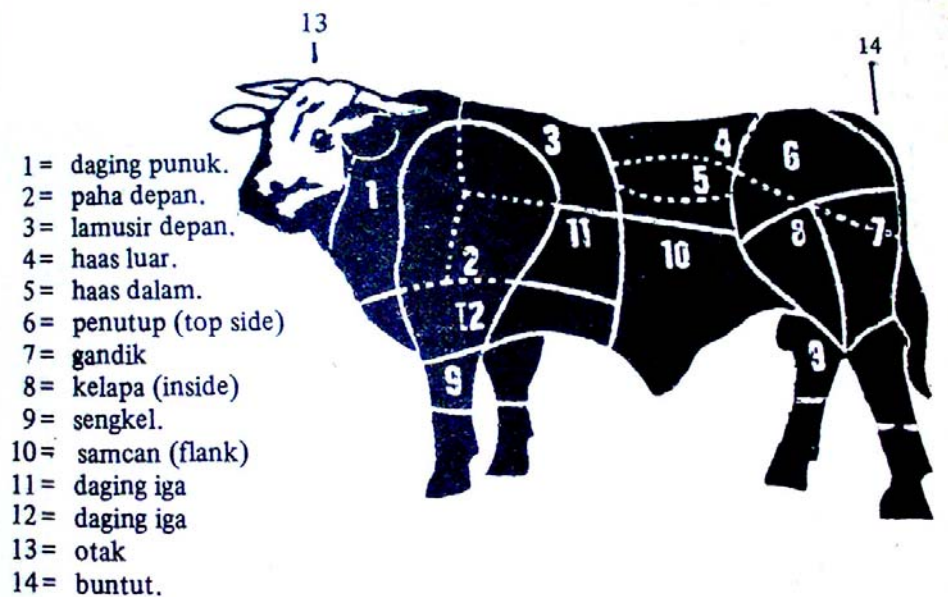 13
14
1= daging punuk.
2= paha depan.
3= lamusir depan.
4= haas luar.
5= haas dalam.
6= penutup (top side)
7= gandik
8= kelapa (inside)
9= sengkel.
10= samcan (flank)
11= daging iga
12= daging iga
13= otak
14= buntut.
3
4
6
5
1
11
8
7
2
10
12
9
9